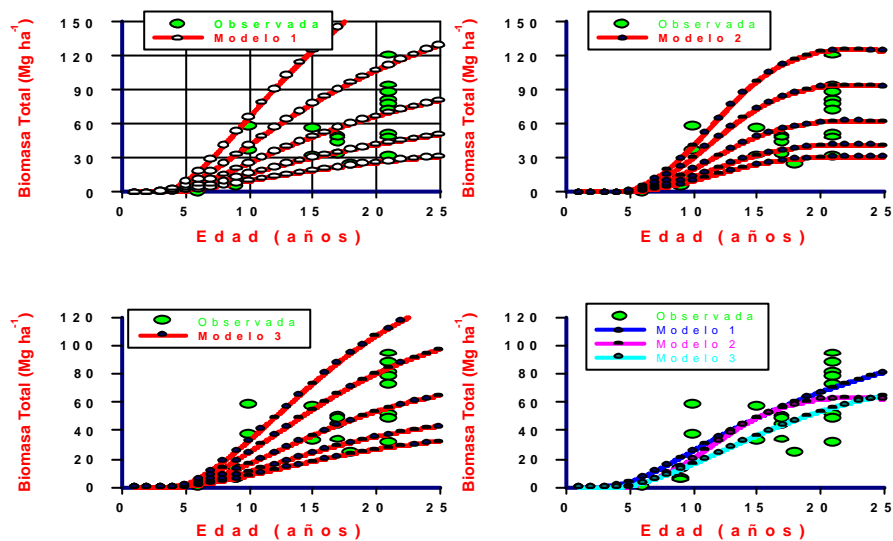 Observada
Modelo 1
Biomasa Total (Mg ha⁻¹)
150
120
90
60
30
0
0 5 10 15 20 25
Edad (años)
Observada
Modelo 2
Biomasa Total (Mg ha⁻¹)
150
120
90
60
30
0
0 5 10 15 20 25
Edad (años)
Observada
Modelo 3
Biomasa Total (Mg ha⁻¹)
120
100
80
60
40
20
0
0 5 10 15 20 25
Edad (años)
Observada
Modelo 1
Modelo 2
Modelo 3
Biomasa Total (Mg ha⁻¹)
120
100
80
60
40
20
0
0 5 10 15 20 25
Edad (años)